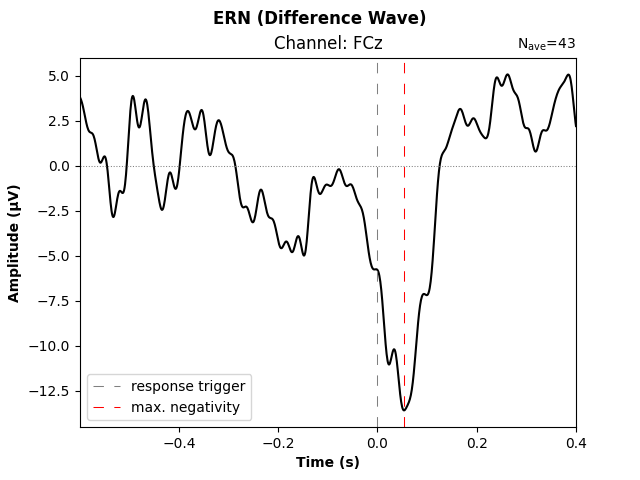 ERN (Difference Wave)
Channel: FCz
Nave=43
5.0
2.5
0.0
−2.5
−5.0
−7.5
−10.0
−12.5
Amplitude (µV)
response trigger
max. negativity
−0.4
−0.2
0.0
0.2
0.4
Time (s)